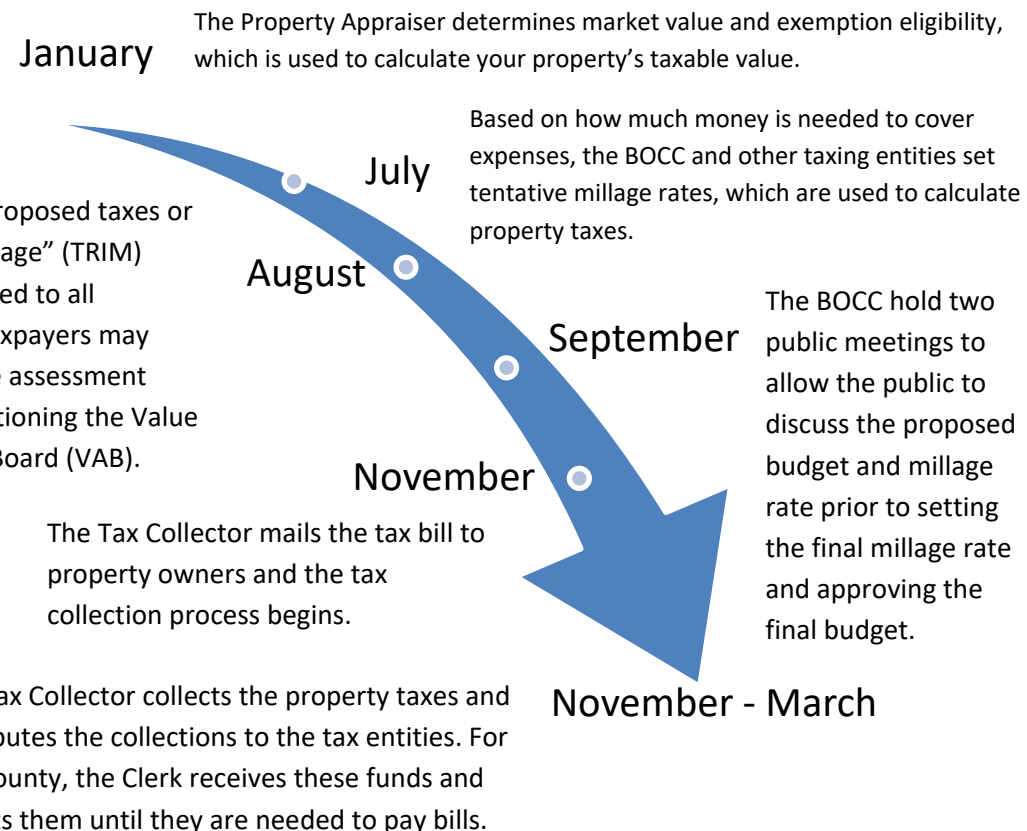 January
The Property Appraiser determines market value and exemption eligibility,
which is used to calculate your property’s taxable value.
July
Based on how much money is needed to cover
expenses, the BOCC and other taxing entities set
tentative millage rates, which are used to calculate
property taxes.
August
roposed taxes or
age” (TRIM)
ed to all
xpayers may
e assessment
tioning the Value
Board (VAB).
September
The BOCC hold two
public meetings to
allow the public to
discuss the proposed
budget and millage
rate prior to setting
the final millage rate
and approving the
final budget.
November
The Tax Collector mails the tax bill to
property owners and the tax
collection process begins.
November - March
ax Collector collects the property taxes and
butes the collections to the tax entities. For
ounty, the Clerk receives these funds and
ts them until they are needed to pay bills.